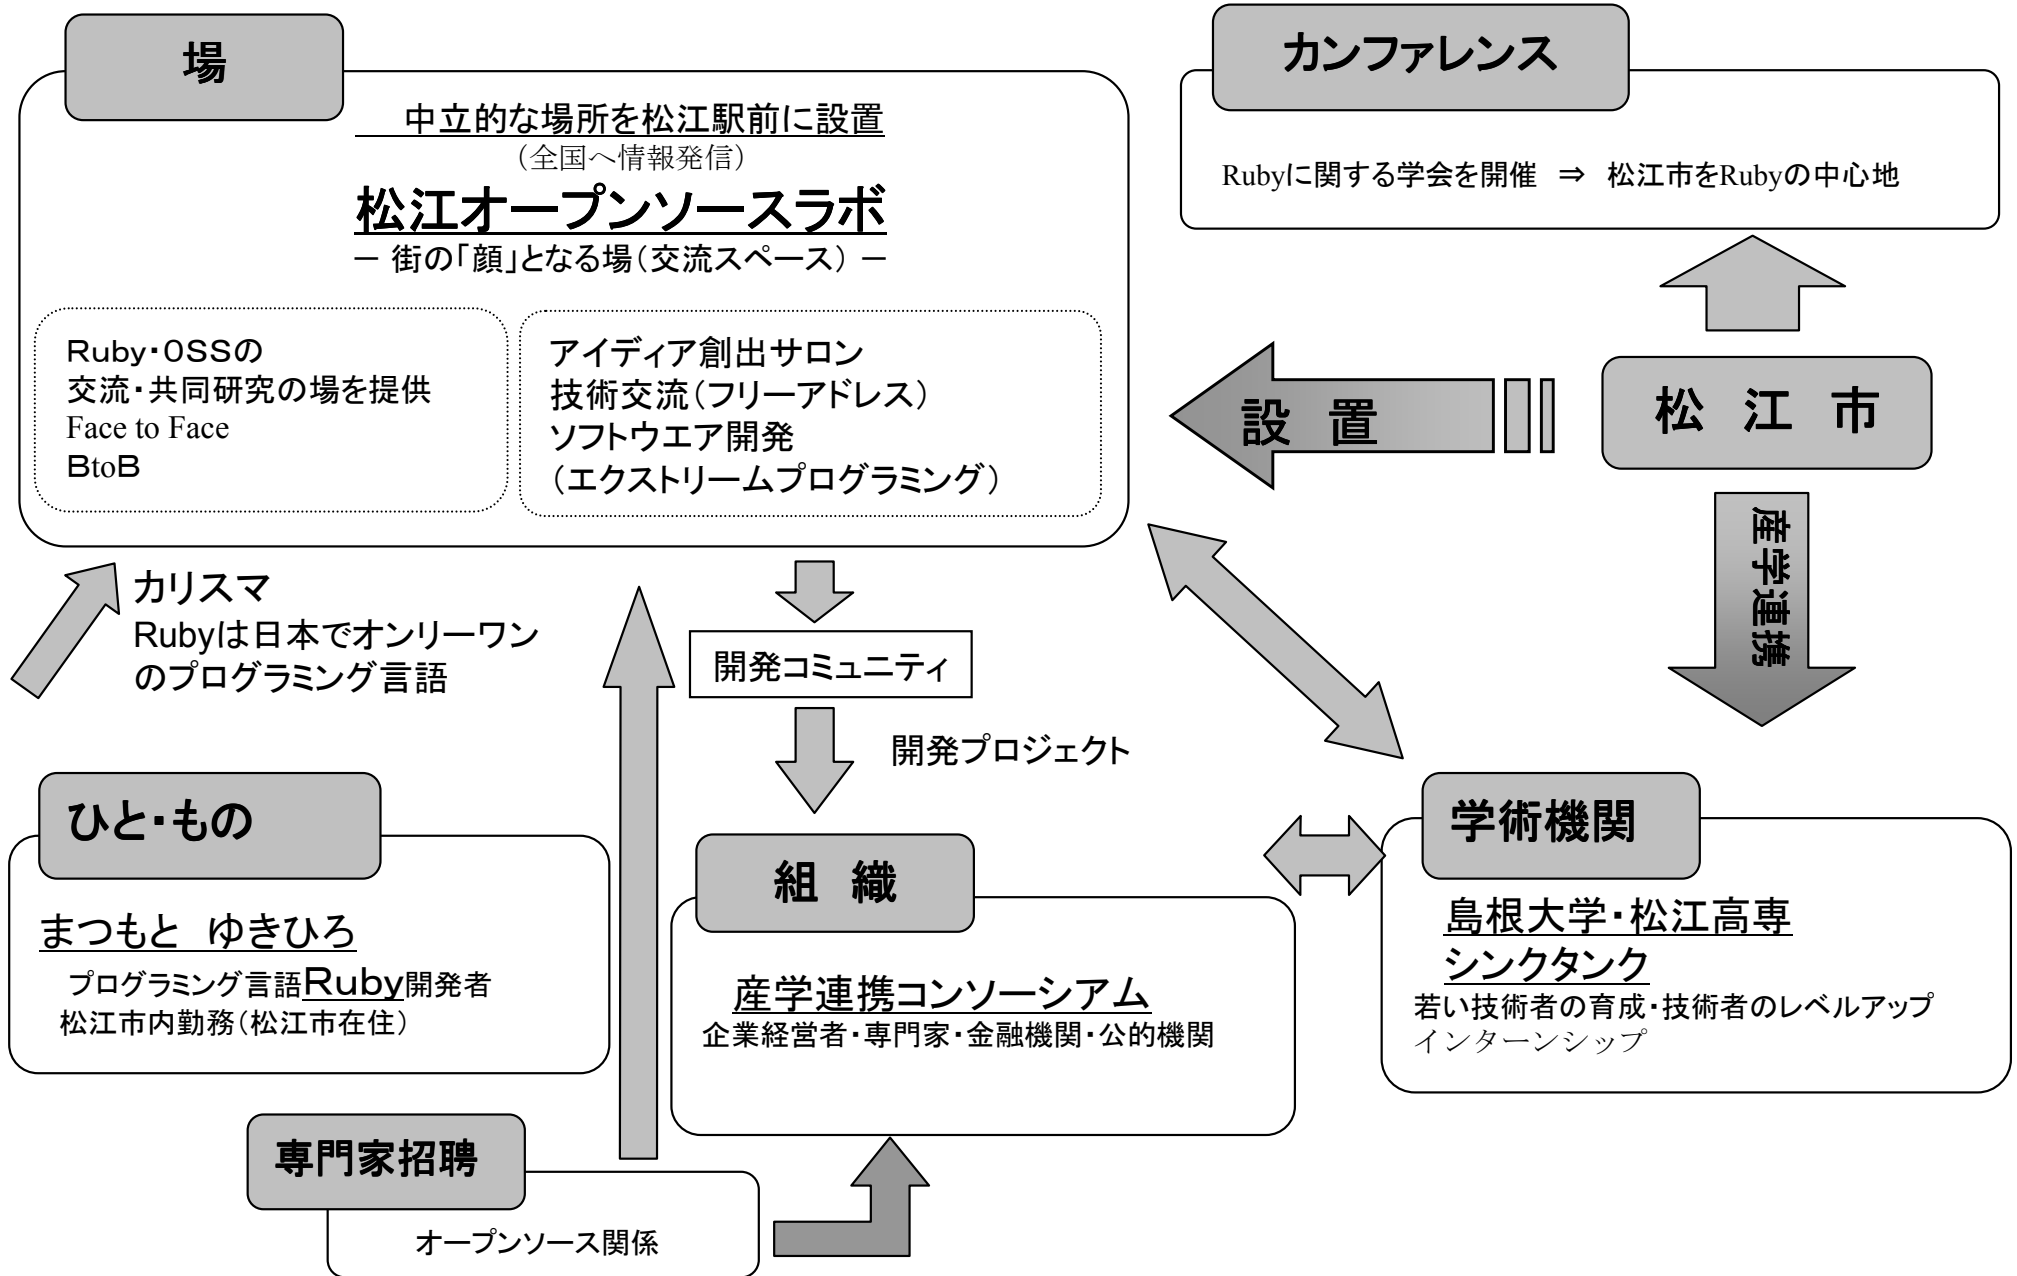 場
中立的な場所を松江駅前に設置
（全国へ情報発信）
松江オープンソースラボ
－ 街の「顔」となる場（交流スペース） －
Ruby・OSSの
交流・共同研究の場を提供
Face to Face
BtoB
アイディア創出サロン
技術交流（フリーアドレス）
ソフトウエア開発
（エクストリームプログラミング）
カンファレンス
Rubyに関する学会を開催 ⇒ 松江市をRubyの中心地
設 置
松 江 市
産学連携
カリスマ
Rubyは日本でオンリーワン
のプログラミング言語
開発コミュニティ
開発プロジェクト
ひと・もの
まつもと ゆきひろ
プログラミング言語Ruby開発者
松江市内勤務（松江市在住）
組 織
産学連携コンソーシアム
企業経営者・専門家・金融機関・公的機関
学術機関
島根大学・松江高専
シンクタンク
若い技術者の育成・技術者のレベルアップ
インターンシップ
専門家招聘
オープンソース関係